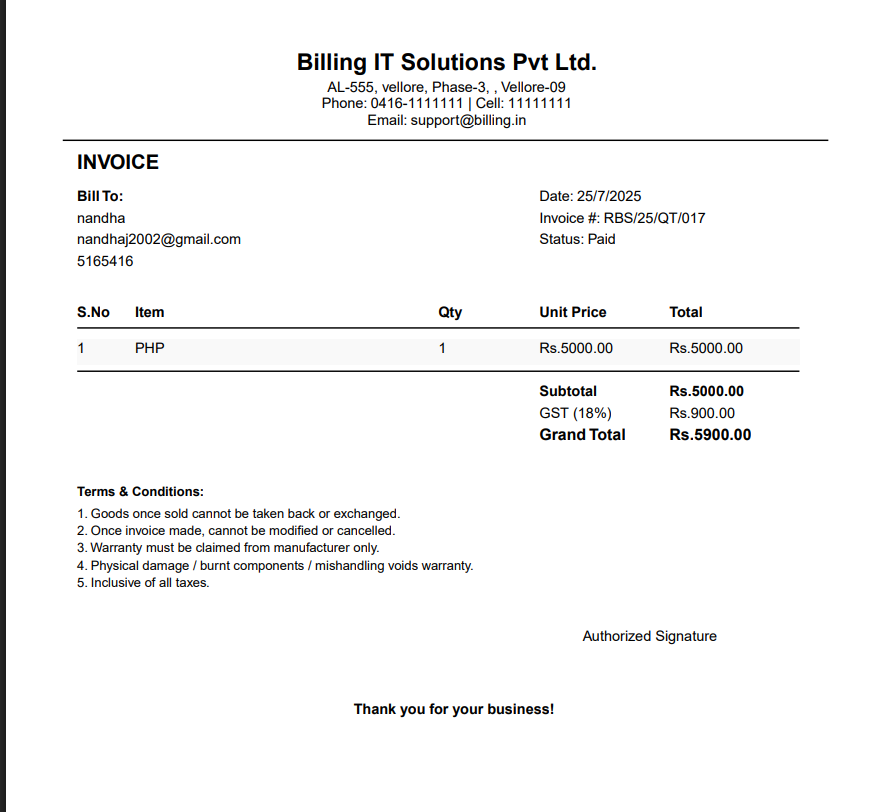 Billing IT Solutions Pvt Ltd.
AL-555, vellore, Phase-3, , Vellore-09
Phone: 0416-1111111 | Cell: 11111111
Email: support@billing.in
INVOICE
Bill To:
nandha
nandhaj2002@gmail.com
5165416
Date: 25/7/2025
Invoice #: RBS/25/QT/017
Status: Paid
S.No Item Qty Unit Price Total
1 PHP 1 Rs.5000.00 Rs.5000.00
Subtotal Rs.5000.00
GST (18%) Rs.900.00
Grand Total Rs.5900.00
Terms & Conditions:
1. Goods once sold cannot be taken back or exchanged.
2. Once invoice made, cannot be modified or cancelled.
3. Warranty must be claimed from manufacturer only.
4. Physical damage / burnt components / mishandling voids warranty.
5. Inclusive of all taxes.
Authorized Signature
Thank you for your business!